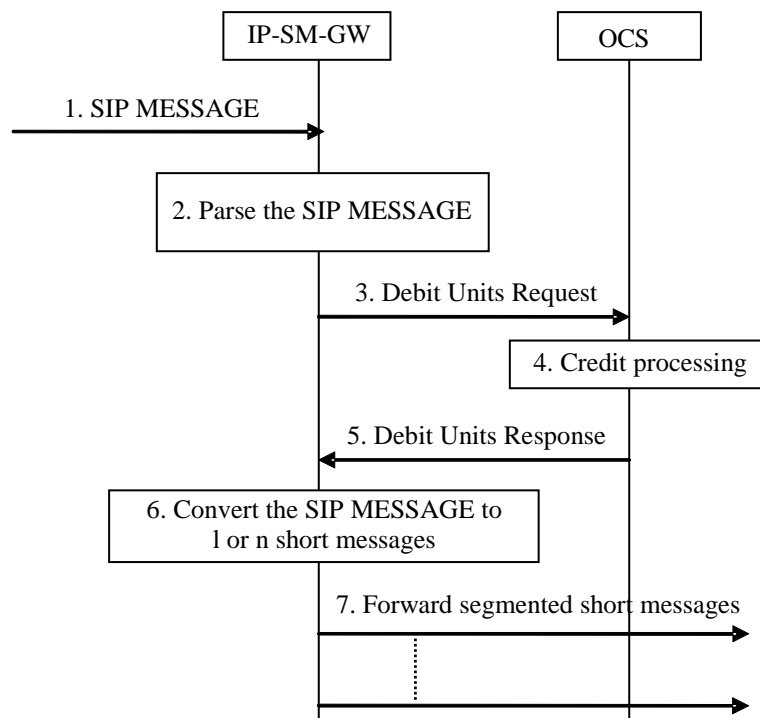 IP-SM-GW
OCS
1. SIP MESSAGE
2. Parse the SIP MESSAGE
3. Debit Units Request
4. Credit processing
5. Debit Units Response
6. Convert the SIP MESSAGE to
1 or n short messages
7. Forward segmented short messages